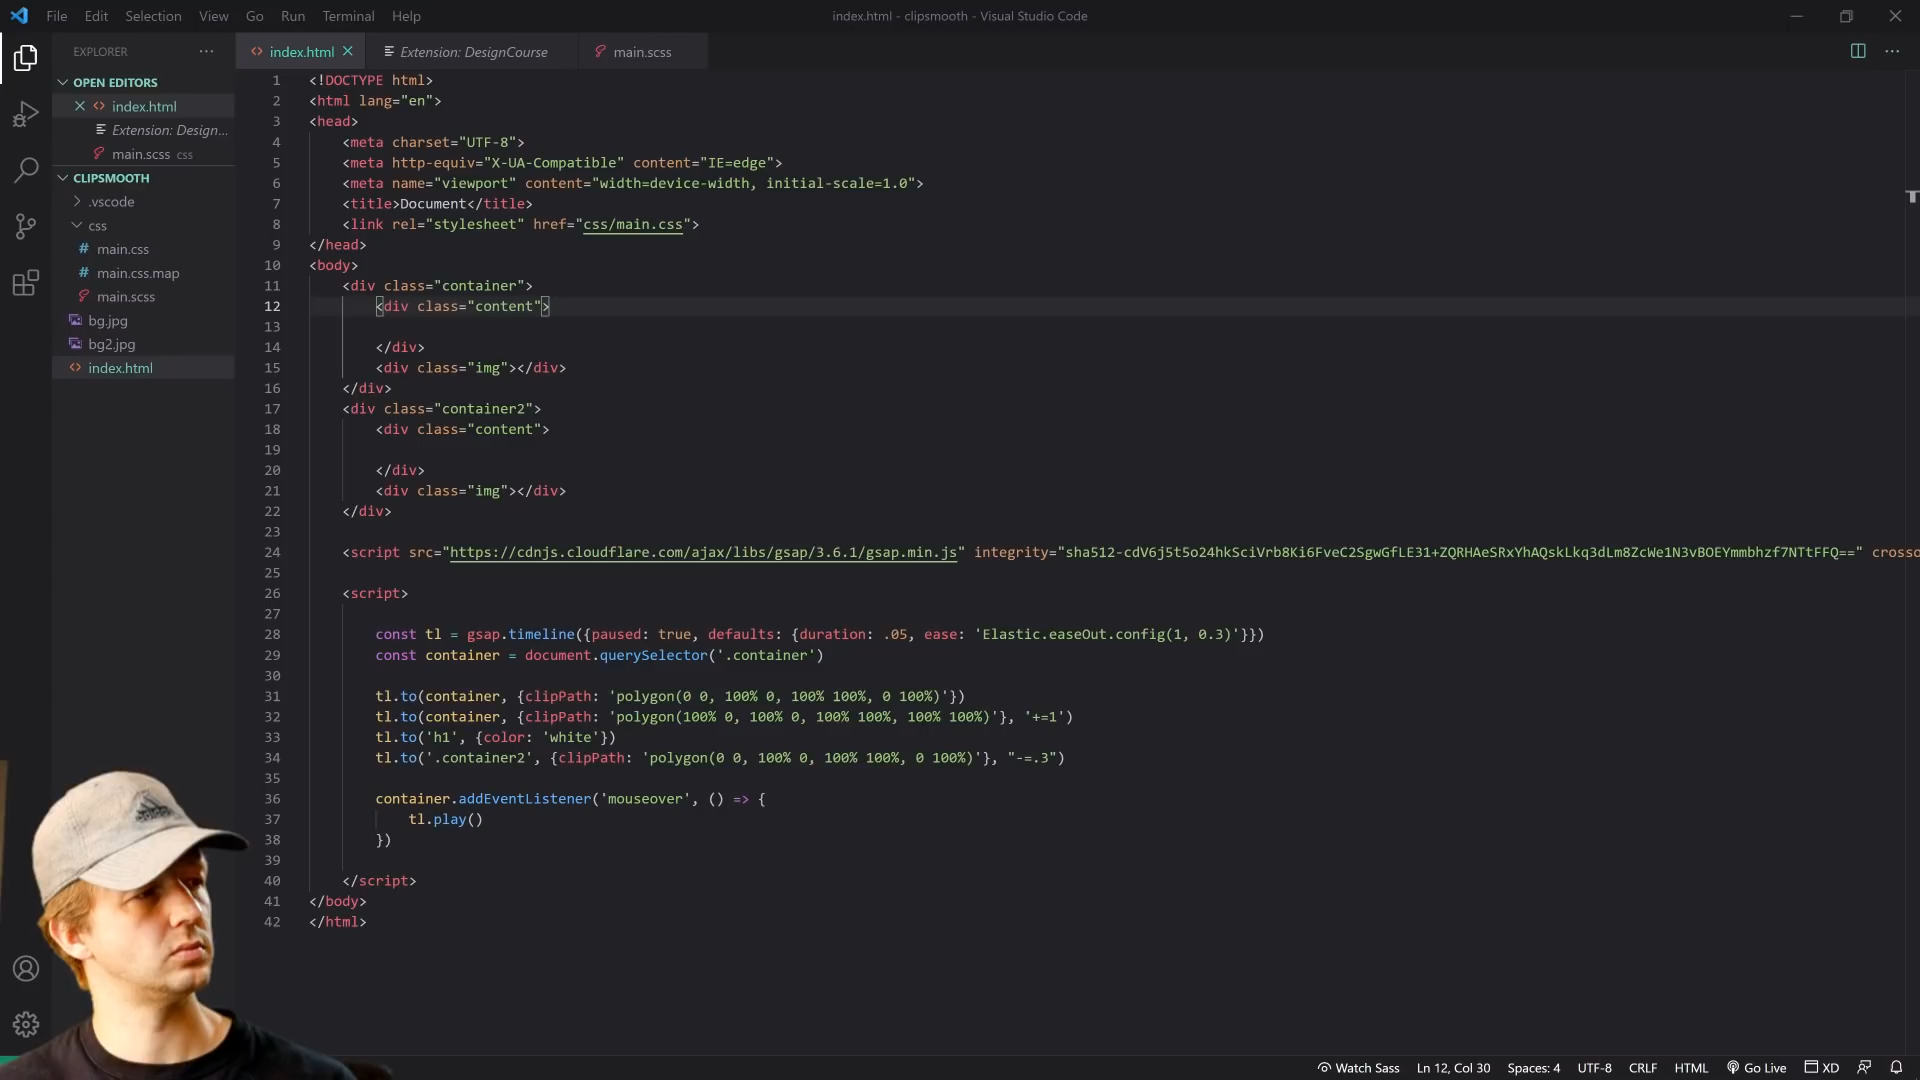 File Edit Selection View Go Run Terminal Help
index.html - clipsmooth - Visual Studio Code
EXPLORER
OPEN EDITORS
index.html
Extension: Design...
main.scss css
CLIPSMOOTH
.vscode
css
main.css
main.css.map
main.scss
bg.jpg
bg2.jpg
index.html
index.html
Extension: DesignCourse
main.scss
1 <!DOCTYPE html>
2 <html lang="en">
3 <head>
4 <meta charset="UTF-8">
5 <meta http-equiv="X-UA-Compatible" content="IE=edge">
6 <meta name="viewport" content="width=device-width, initial-scale=1.0">
7 <title>Document</title>
8 <link rel="stylesheet" href="css/main.css">
9 </head>
10 <body>
11 <div class="container">
12 <div class="content">
13
14 </div>
15 <div class="img"></div>
16 </div>
17 <div class="container2">
18 <div class="content">
19
20 </div>
21 <div class="img"></div>
22 </div>
23
24 <script src="https://cdnjs.cloudflare.com/ajax/libs/gsap/3.6.1/gsap.min.js" integrity="sha512-cdV6j5t5o24hkSciVrb8Ki6FveC2SgwGfLE31+ZQRHAeSRxYhAQskLkq3dLm8ZcWe1N3vBOEYmmbhzf7NTtFFQ==" crosso
25
26 <script>
27
28 const tl = gsap.timeline({paused: true, defaults: {duration: .05, ease: 'Elastic.easeOut.config(1, 0.3)'}})
29 const container = document.querySelector('.container')
30
31 tl.to(container, {clipPath: 'polygon(0 0, 100% 0, 100% 100%, 0 100%)'})
32 tl.to(container, {clipPath: 'polygon(100% 0, 100% 0, 100% 100%, 100% 100%)'}, '+=1')
33 tl.to('h1', {color: 'white'})
34 tl.to('.container2', {clipPath: 'polygon(0 0, 100% 0, 100% 100%, 0 100%)'}, "-=.3")
35
36 container.addEventListener('mouseover', () => {
37 tl.play()
38 })
39
40 </script>
41 </body>
42 </html>
Watch Sass Ln 12, Col 30 Spaces: 4 UTF-8 CRLF HTML Go Live XD